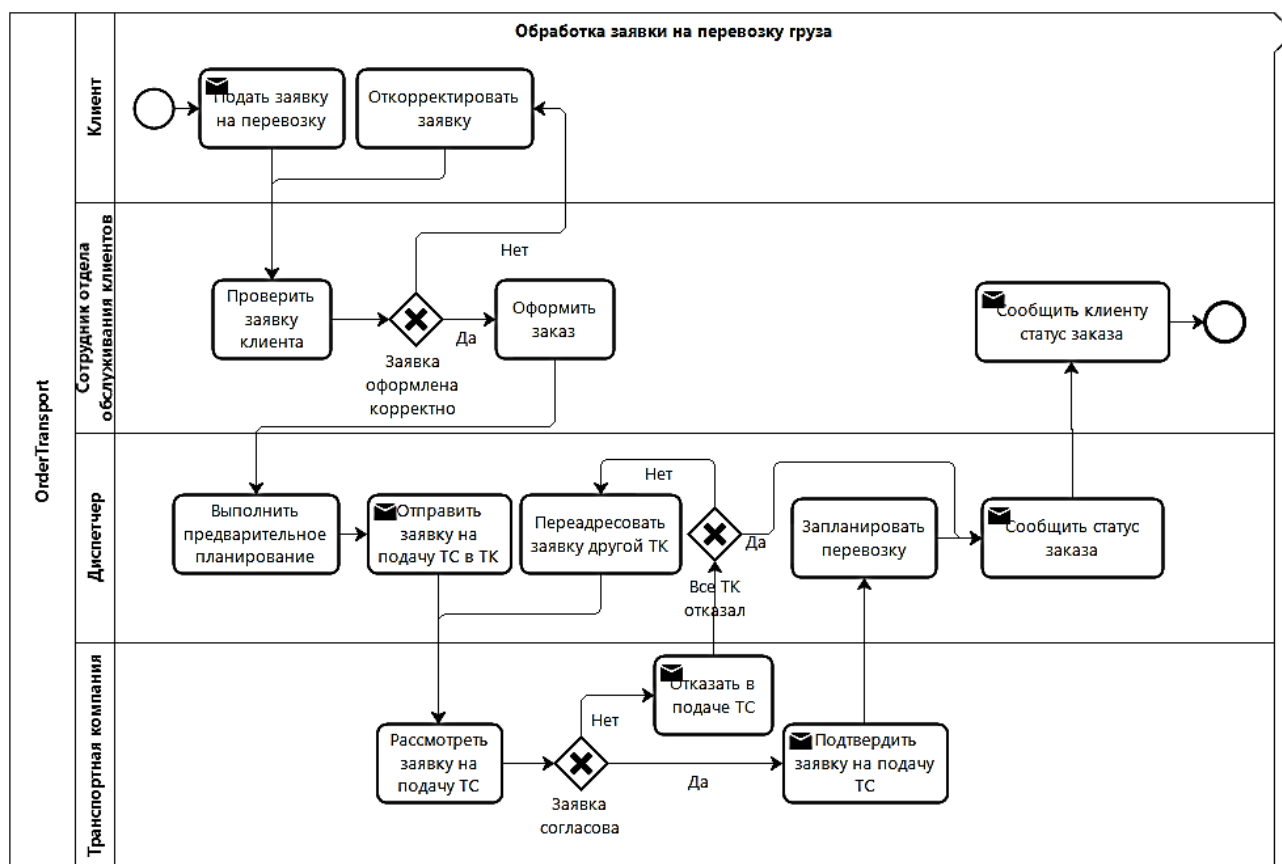 Обработка заявки на перевозку груза
OrderTransport
Клиент
Подать заявку
на перевозку
Откорректировать
заявку
Сотрудник отдела
обслуживания клиентов
Нет
Проверить
заявку
клиента
Заявка
оформлена
корректно
Да
Оформить
заказ
Сообщить клиенту
статус заказа
Диспетчер
Выполнить
предварительное
планирование
Отправить
заявку на
подачу ТС в ТК
Нет
Переадресовать
заявку другой ТК
Все ТК
отказал
Да
Запланировать
перевозку
Сообщить статус
заказа
Транспортная компания
Рассмотреть
заявку на
подачу ТС
Нет
Заявка
согласова
Отказать в
подаче ТС
Да
Подтвердить
заявку на подачу
ТС